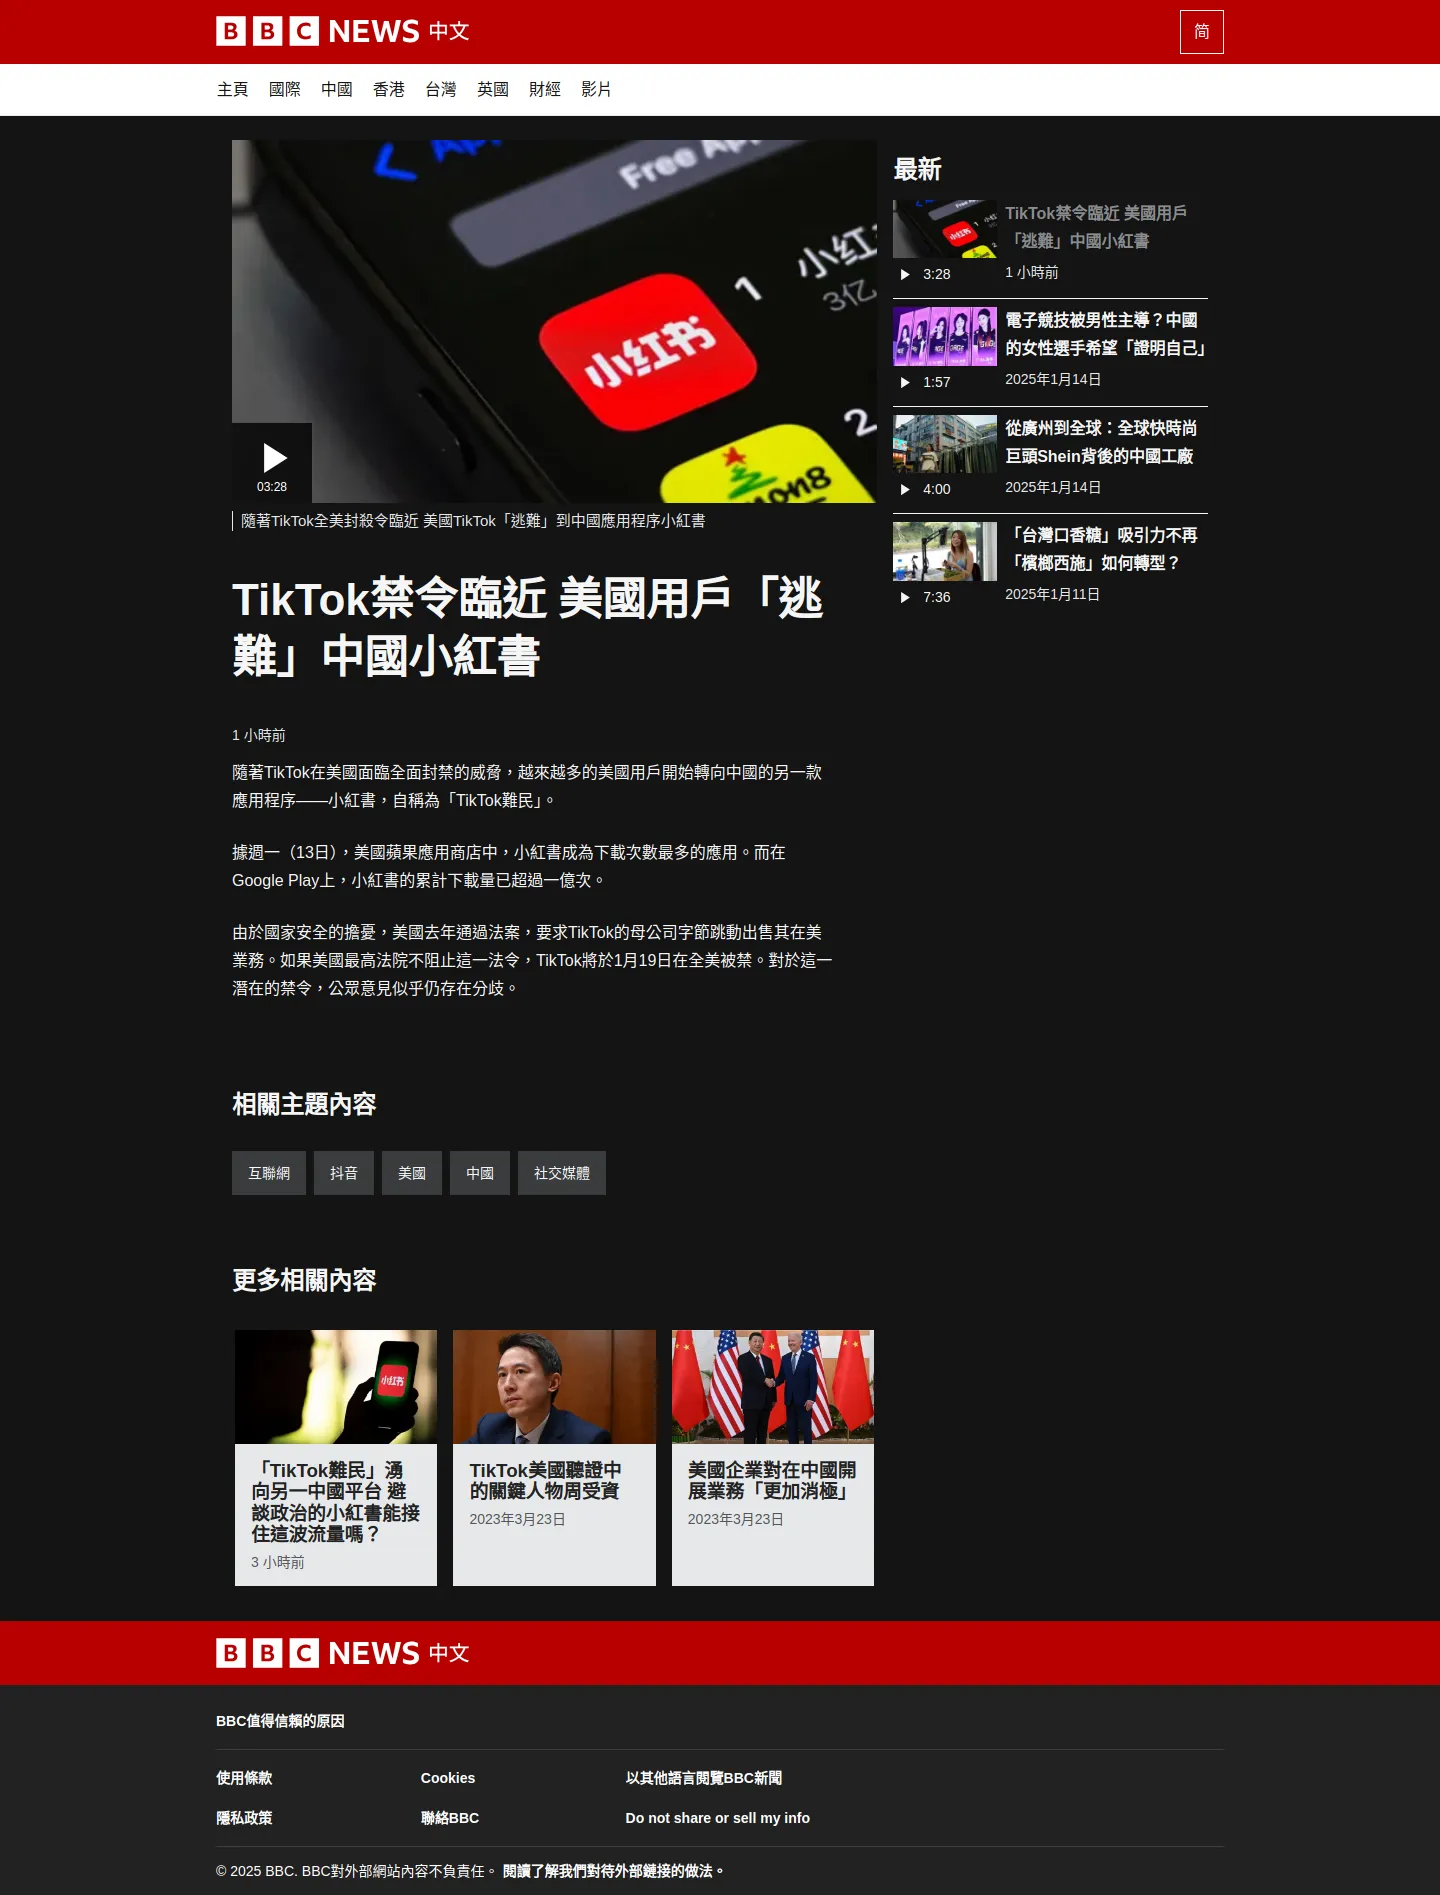 BBC NEWS 中文
简
主頁 國際 中國 香港 台灣 英國 財經 影片
Free App
小红书
1 小红
3亿
2
03:28
隨著TikTok全美封殺令臨近 美國TikTok「逃難」到中國應用程序小紅書
TikTok禁令臨近 美國用戶「逃
難」中國小紅書
1 小時前
隨著TikTok在美國面臨全面封禁的威脅，越來越多的美國用戶開始轉向中國的另一款
應用程序——小紅書，自稱為「TikTok難民」。
據週一（13日），美國蘋果應用商店中，小紅書成為下載次數最多的應用。而在
Google Play上，小紅書的累計下載量已超過一億次。
由於國家安全的擔憂，美國去年通過法案，要求TikTok的母公司字節跳動出售其在美
業務。如果美國最高法院不阻止這一法令，TikTok將於1月19日在全美被禁。對於這一
潛在的禁令，公眾意見似乎仍存在分歧。
最新
TikTok禁令臨近 美國用戶
「逃難」中國小紅書
3:28
1 小時前
電子競技被男性主導？中國
的女性選手希望「證明自己」
1:57
2025年1月14日
從廣州到全球：全球快時尚
巨頭Shein背後的中國工廠
4:00
2025年1月14日
「台灣口香糖」吸引力不再
「檳榔西施」如何轉型？
7:36
2025年1月11日
相關主題內容
互聯網 抖音 美國 中國 社交媒體
更多相關內容
小红书
「TikTok難民」湧
向另一中國平台 避
談政治的小紅書能接
住這波流量嗎？
3 小時前
TikTok美國聽證中
的關鍵人物周受資
2023年3月23日
美國企業對在中國開
展業務「更加消極」
2023年3月23日
BBC NEWS 中文
BBC值得信賴的原因
使用條款 Cookies 以其他語言閱覽BBC新聞
隱私政策 聯絡BBC Do not share or sell my info
© 2025 BBC. BBC對外部網站內容不負責任。 閱讀了解我們對待外部鏈接的做法。